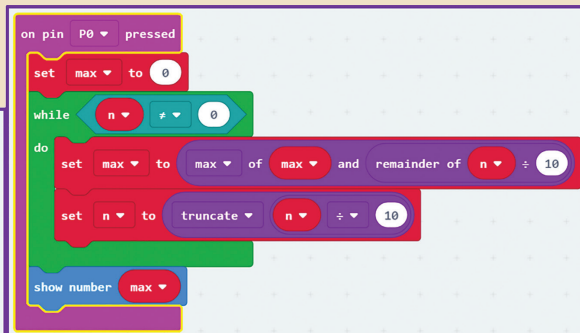 on pin P0 pressed
set max to 0
while n ≠ 0
do
set max to max of max and remainder of n ÷ 10
set n to truncate n ÷ 10
show number max